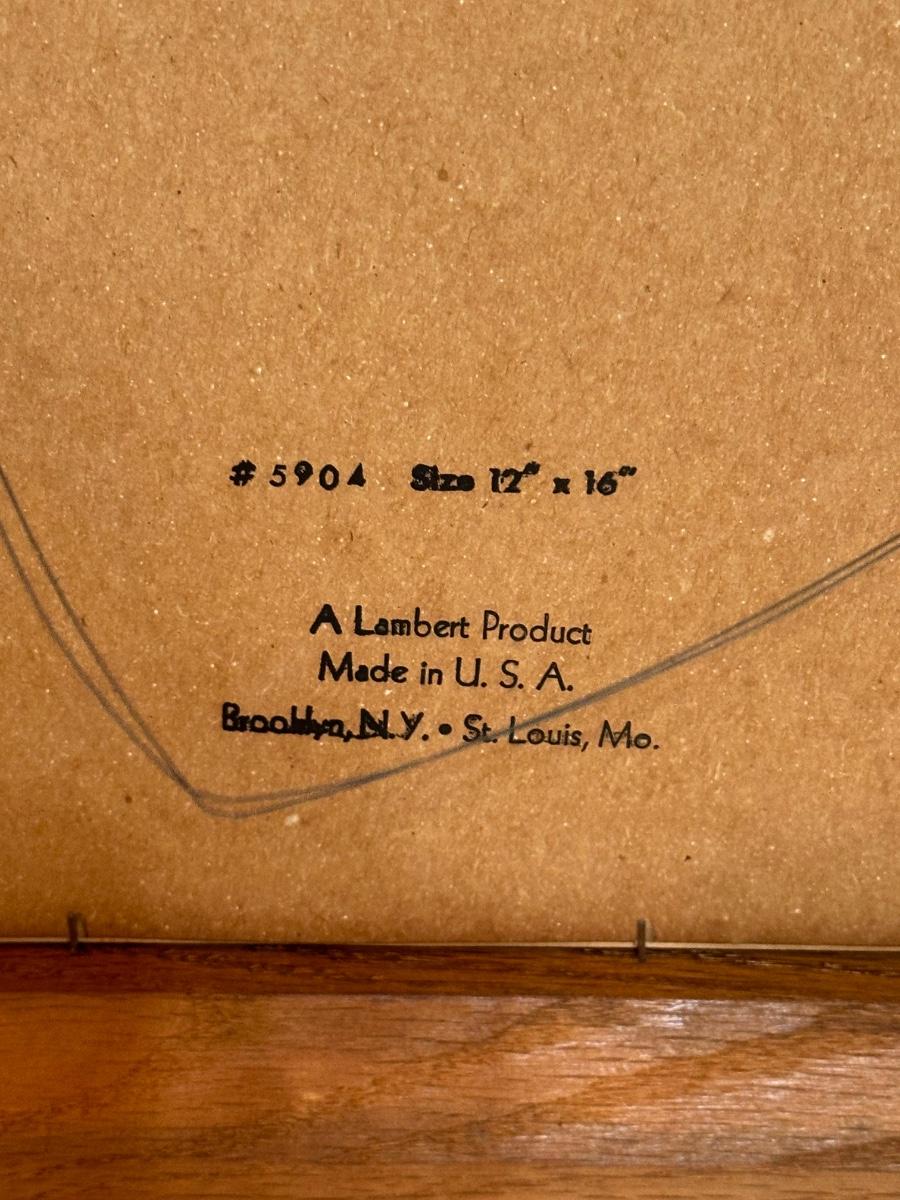 # 5904 Size 12" x 16"
A Lambert Product
Made in U. S. A.
Brooklyn, N.Y. • St. Louis, Mo.